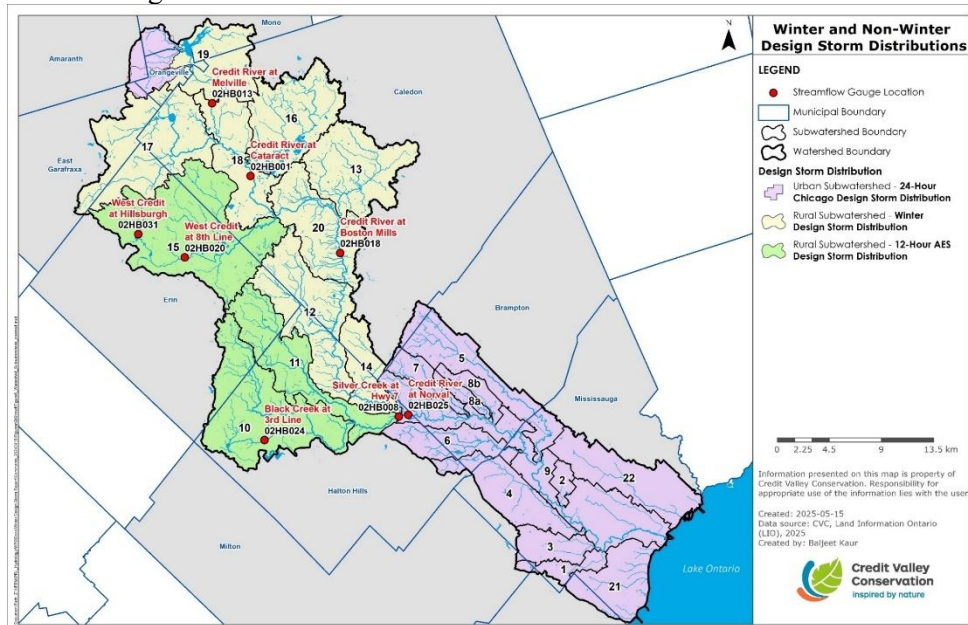 Winter and Non-Winter
Design Storm Distributions
LEGEND
Streamflow Gauge Location
Municipal Boundary
Subwatershed Boundary
Watershed Boundary
Design Storm Distribution
Urban Subwatershed - 24-Hour
Chicago Design Storm Distribution
Rural Subwatershed - Winter
Design Storm Distribution
Rural Subwatershed - 12-Hour AES
Design Storm Distribution
0 2.25 4.5 9 13.5 km
Information presented on this map is property of
Credit Valley Conservation. Responsibility for
appropriate use of the information lies with the user
Created: 2025-05-15
Data source: CVC, Land Information Ontario
(LIO), 2025
Created by: Baljeet Kaur
Credit Valley
Conservation
inspired by nature
N
Mono
Amaranth
Orangeville
19
Credit River at
Melville
02HB013
Caledon
16
17
18
Credit River at
Cataract
02HB001
13
East
Garafraxa
West Credit
at Hillsburgh
02HB031
West Credit
at 8th Line
02HB020
15
20
Credit River at
Boston Mills
02HB018
Erin
12
Brampton
11
14
5
7
8b
8a
Silver Creek at
Hwy 7
02HB008
Credit River
at Norval
02HB025
Mississauga
Black Creek at
3rd Line
02HB024
10
6
9
2
22
4
Halton Hills
3
1
21
Milton
Lake Ontario